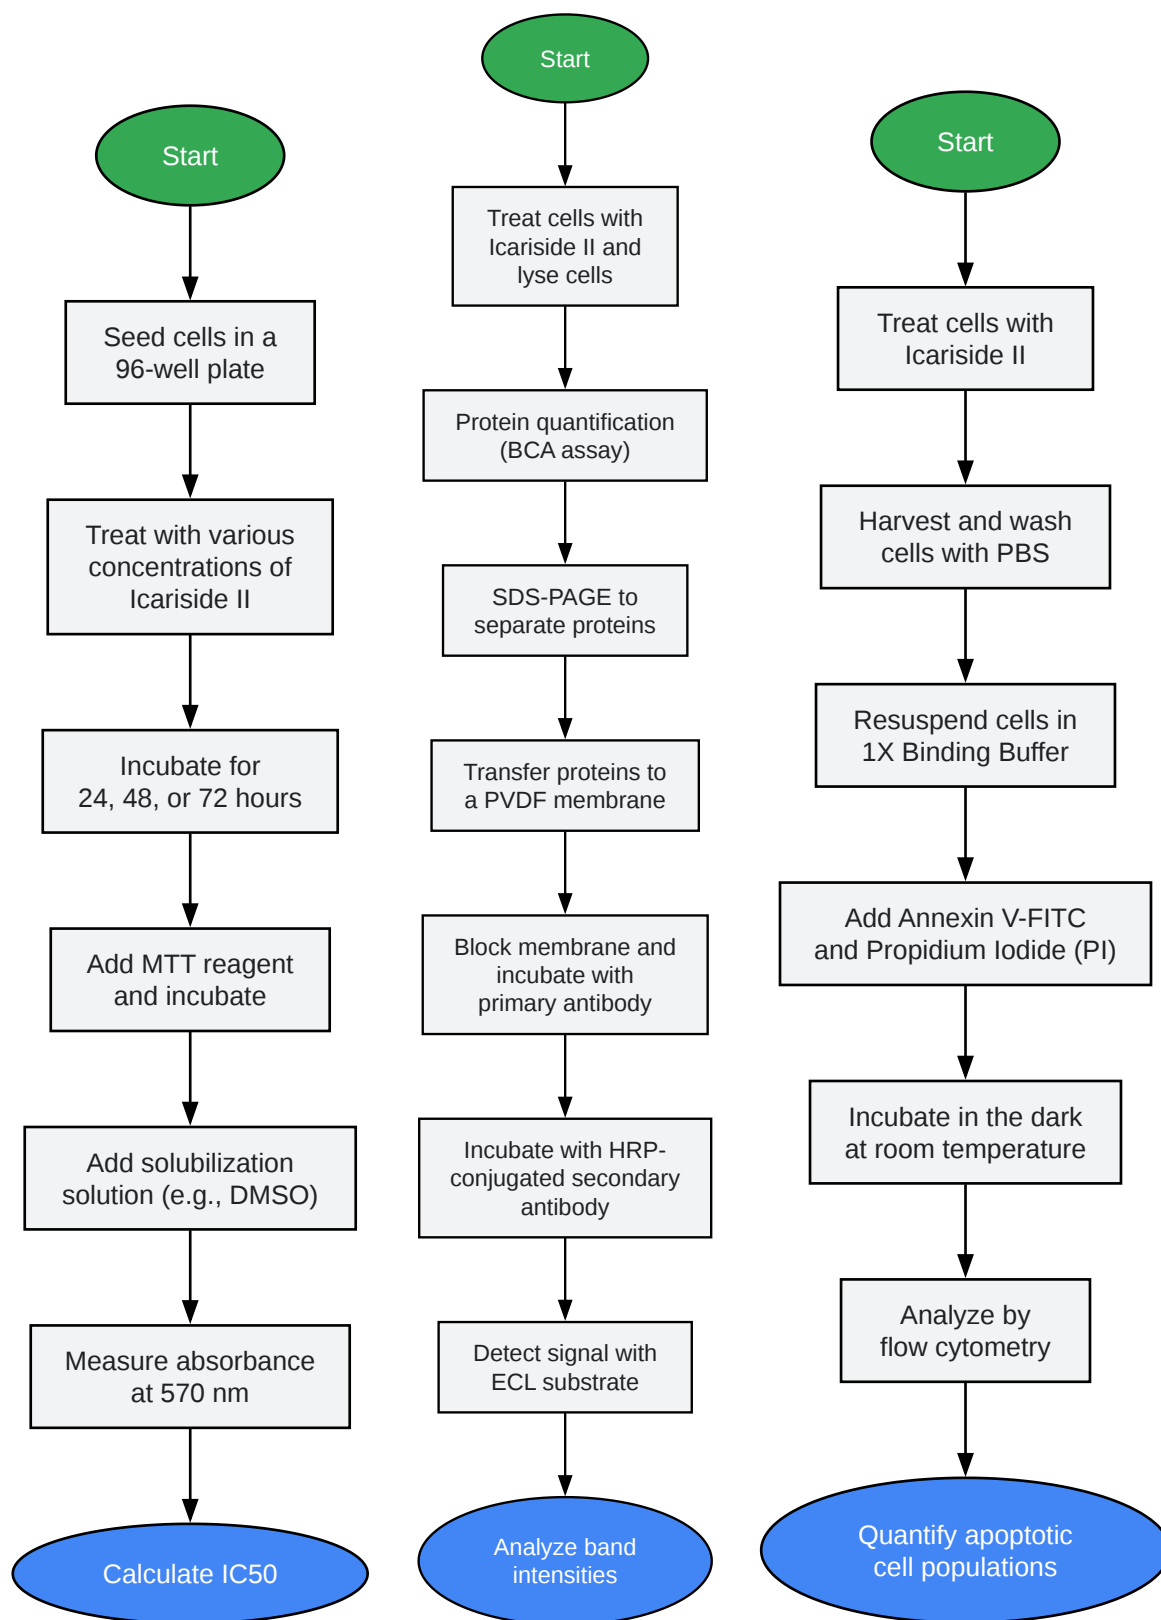 Start
Seed cells in a
96-well plate
Treat with various
concentrations of
Icariside II
Incubate for
24, 48, or 72 hours
Add MTT reagent
and incubate
Add solubilization
solution (e.g., DMSO)
Measure absorbance
at 570 nm
Calculate IC50
Start
Treat cells with
Icariside II and
lyse cells
Protein quantification
(BCA assay)
SDS-PAGE to
separate proteins
Transfer proteins to
a PVDF membrane
Block membrane and
incubate with
primary antibody
Incubate with HRP-
conjugated secondary
antibody
Detect signal with
ECL substrate
Analyze band
intensities
Start
Treat cells with
Icariside II
Harvest and wash
cells with PBS
Resuspend cells in
1X Binding Buffer
Add Annexin V-FITC
and Propidium Iodide (PI)
Incubate in the dark
at room temperature
Analyze by
flow cytometry
Quantify apoptotic
cell populations